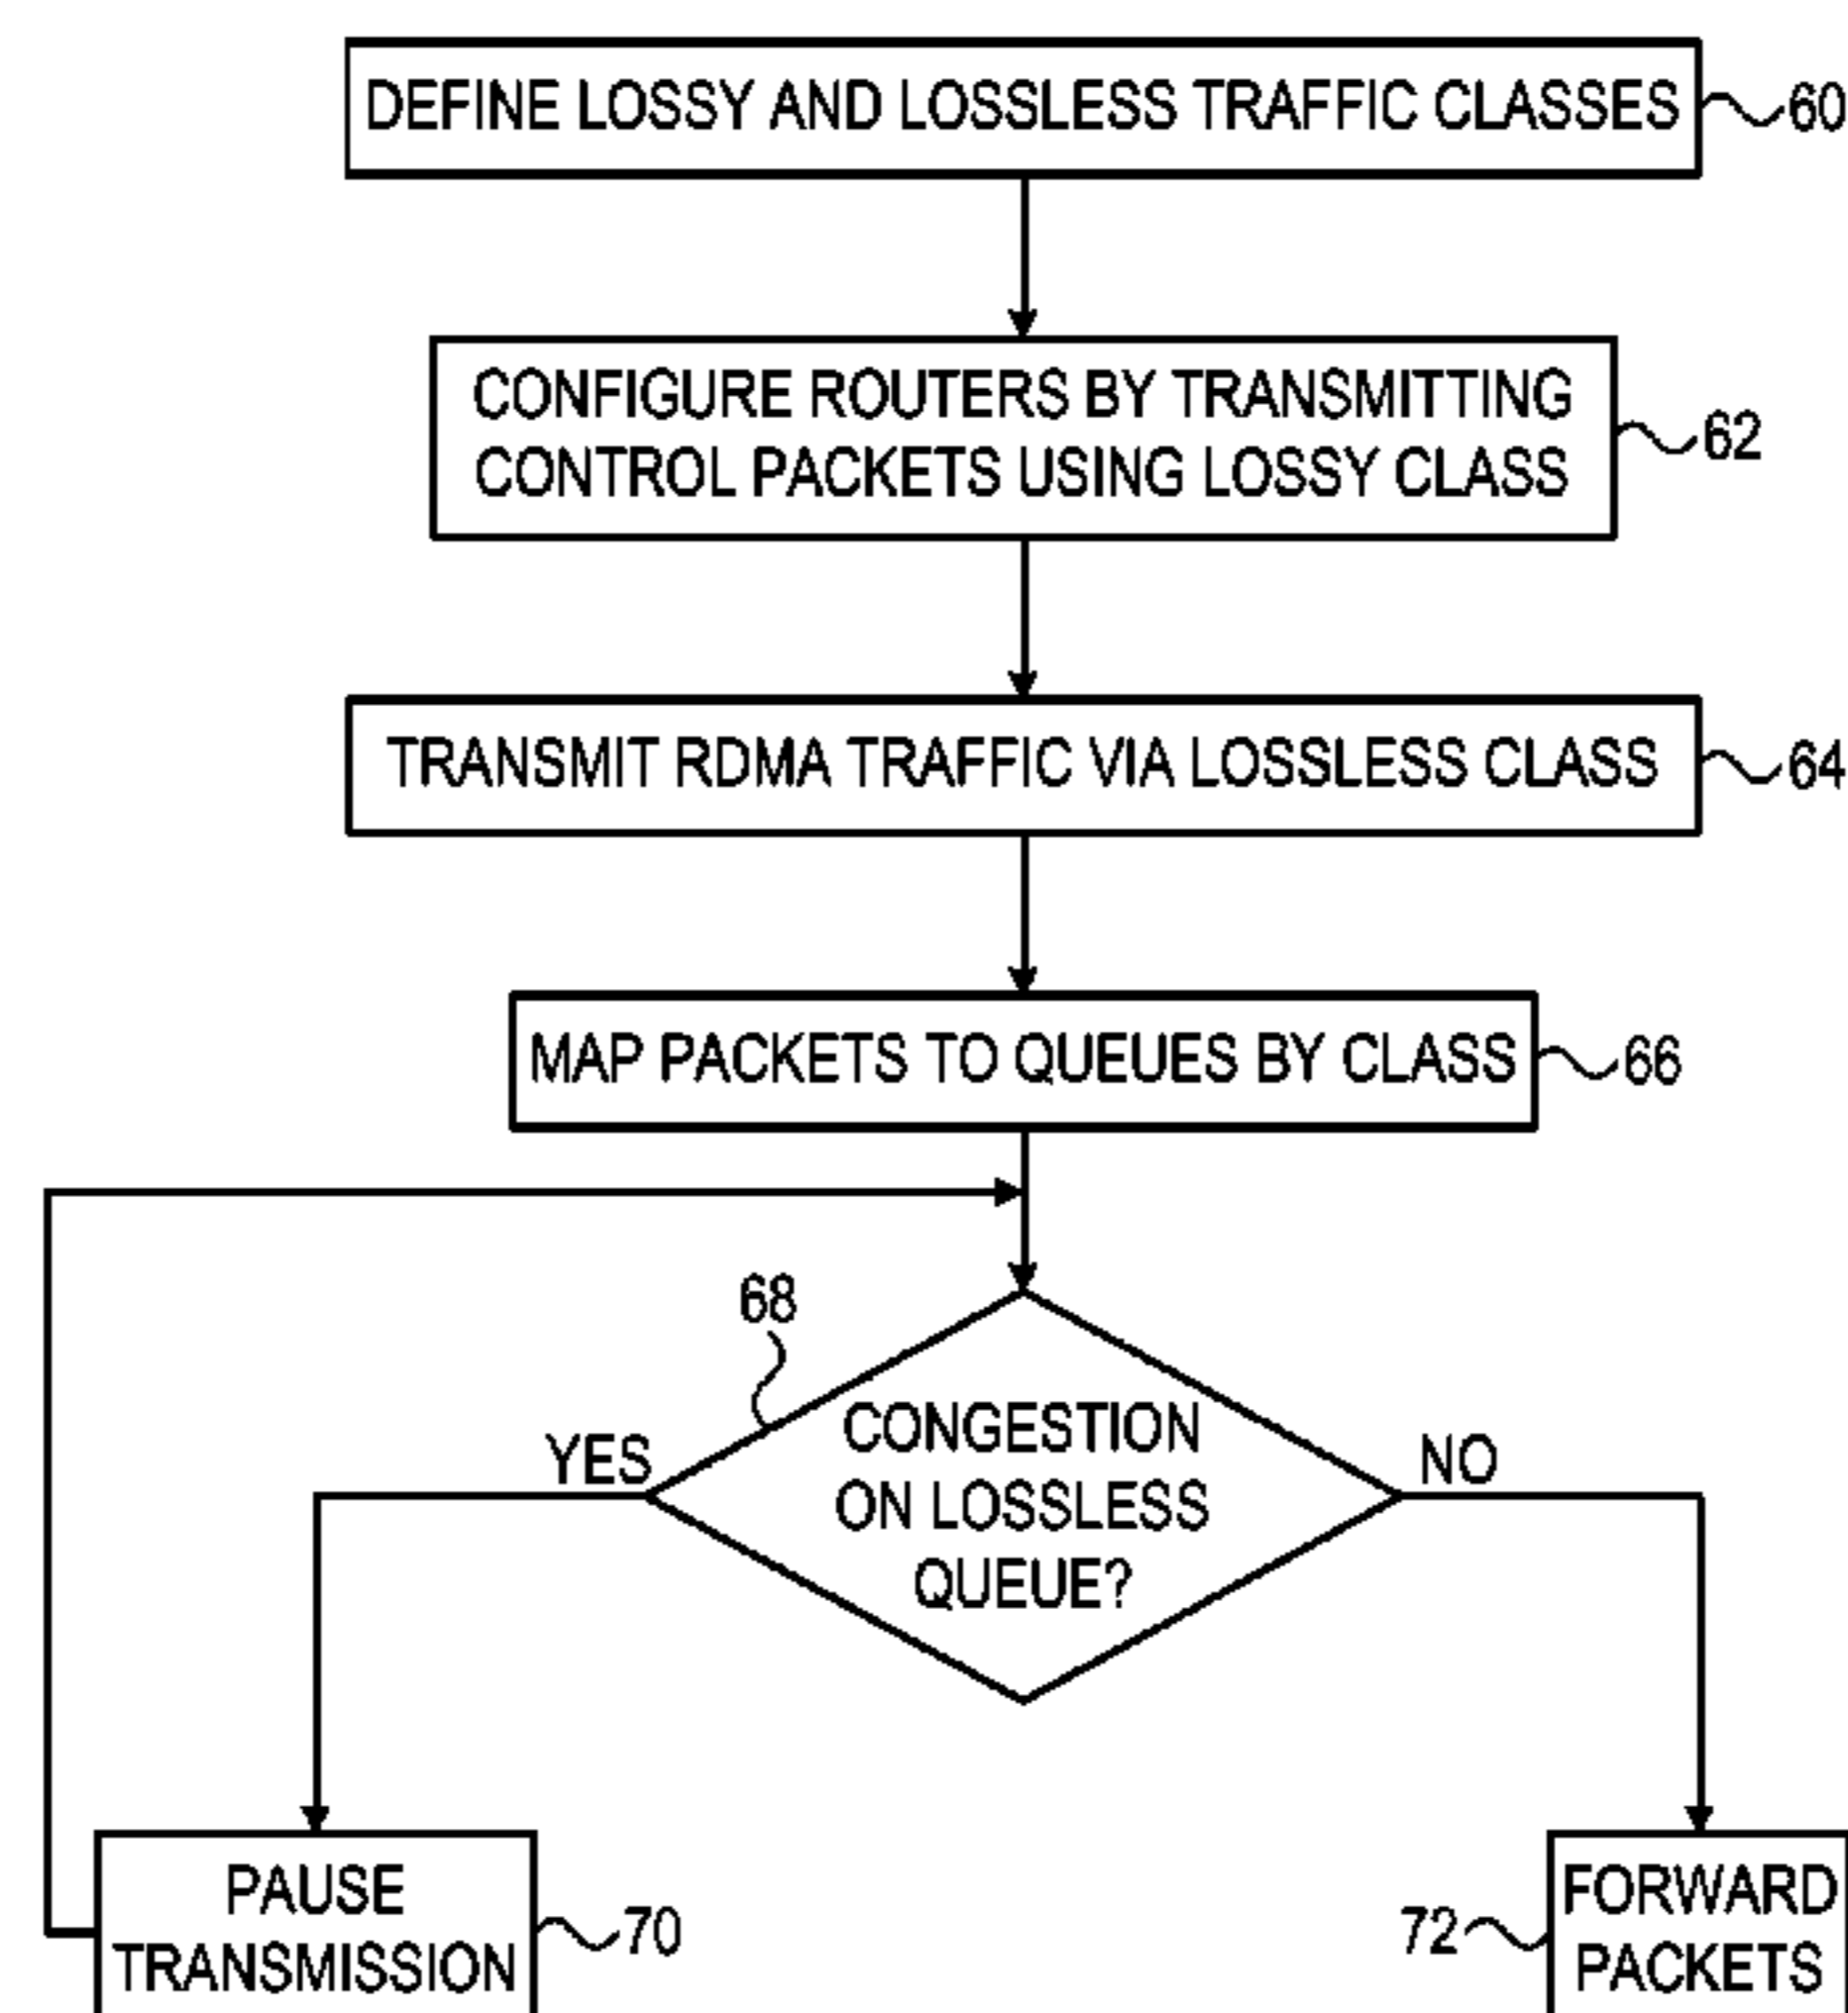 DEFINE LOSSY AND LOSSLESS TRAFFIC CLASSES
60
CONFIGURE ROUTERS BY TRANSMITTING
CONTROL PACKETS USING LOSSY CLASS
62
TRANSMIT RDMA TRAFFIC VIA LOSSLESS CLASS
64
MAP PACKETS TO QUEUES BY CLASS
66
68
CONGESTION
ON LOSSLESS
QUEUE?
YES
NO
PAUSE
TRANSMISSION
70
72
FORWARD
PACKETS